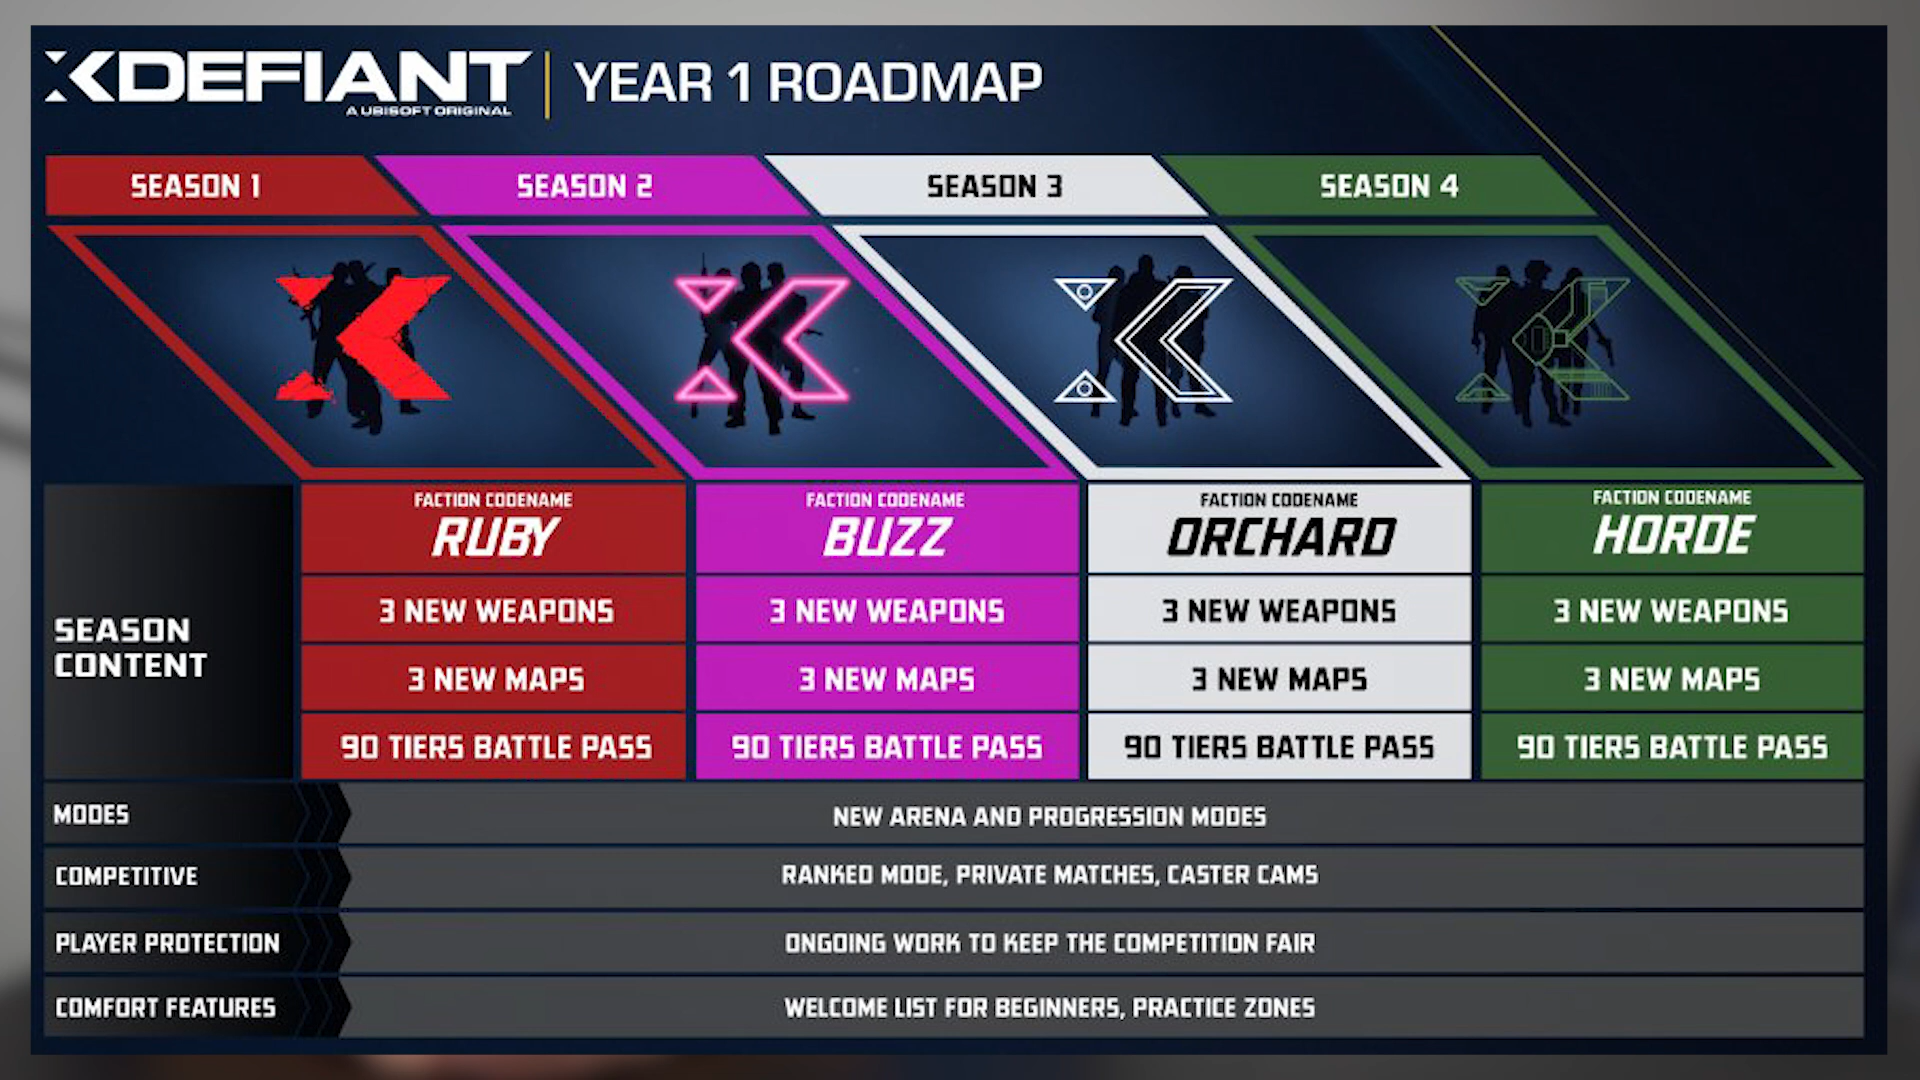 XDEFIANT
A UBISOFT ORIGINAL
YEAR 1 ROADMAP
SEASON 1
SEASON 2
SEASON 3
SEASON 4
SEASON
CONTENT
FACTION CODENAME
RUBY
3 NEW WEAPONS
3 NEW MAPS
90 TIERS BATTLE PASS
FACTION CODENAME
BUZZ
3 NEW WEAPONS
3 NEW MAPS
90 TIERS BATTLE PASS
FACTION CODENAME
ORCHARD
3 NEW WEAPONS
3 NEW MAPS
90 TIERS BATTLE PASS
FACTION CODENAME
HORDE
3 NEW WEAPONS
3 NEW MAPS
90 TIERS BATTLE PASS
MODES
NEW ARENA AND PROGRESSION MODES
COMPETITIVE
RANKED MODE, PRIVATE MATCHES, CASTER CAMS
PLAYER PROTECTION
ONGOING WORK TO KEEP THE COMPETITION FAIR
COMFORT FEATURES
WELCOME LIST FOR BEGINNERS, PRACTICE ZONES